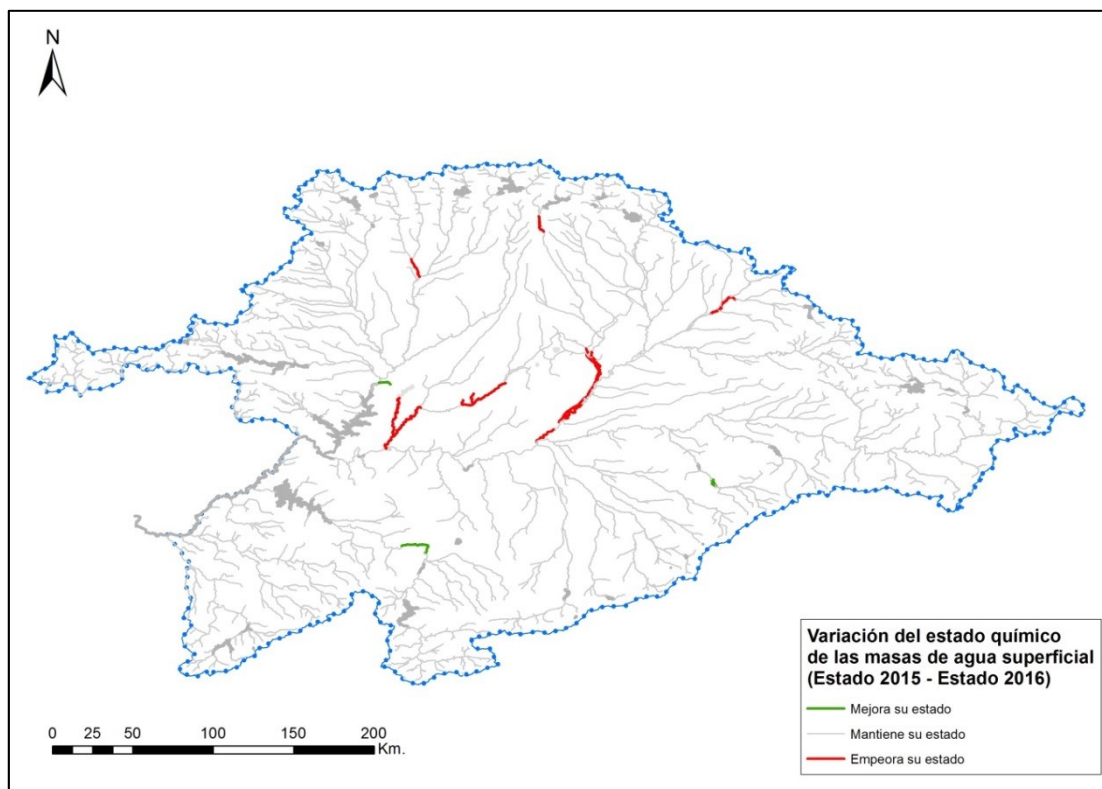 N
Variación del estado químico
de las masas de agua superficial
(Estado 2015 - Estado 2016)
Mejora su estado
Mantiene su estado
Empeora su estado
0 25 50 100 150 200
Km.